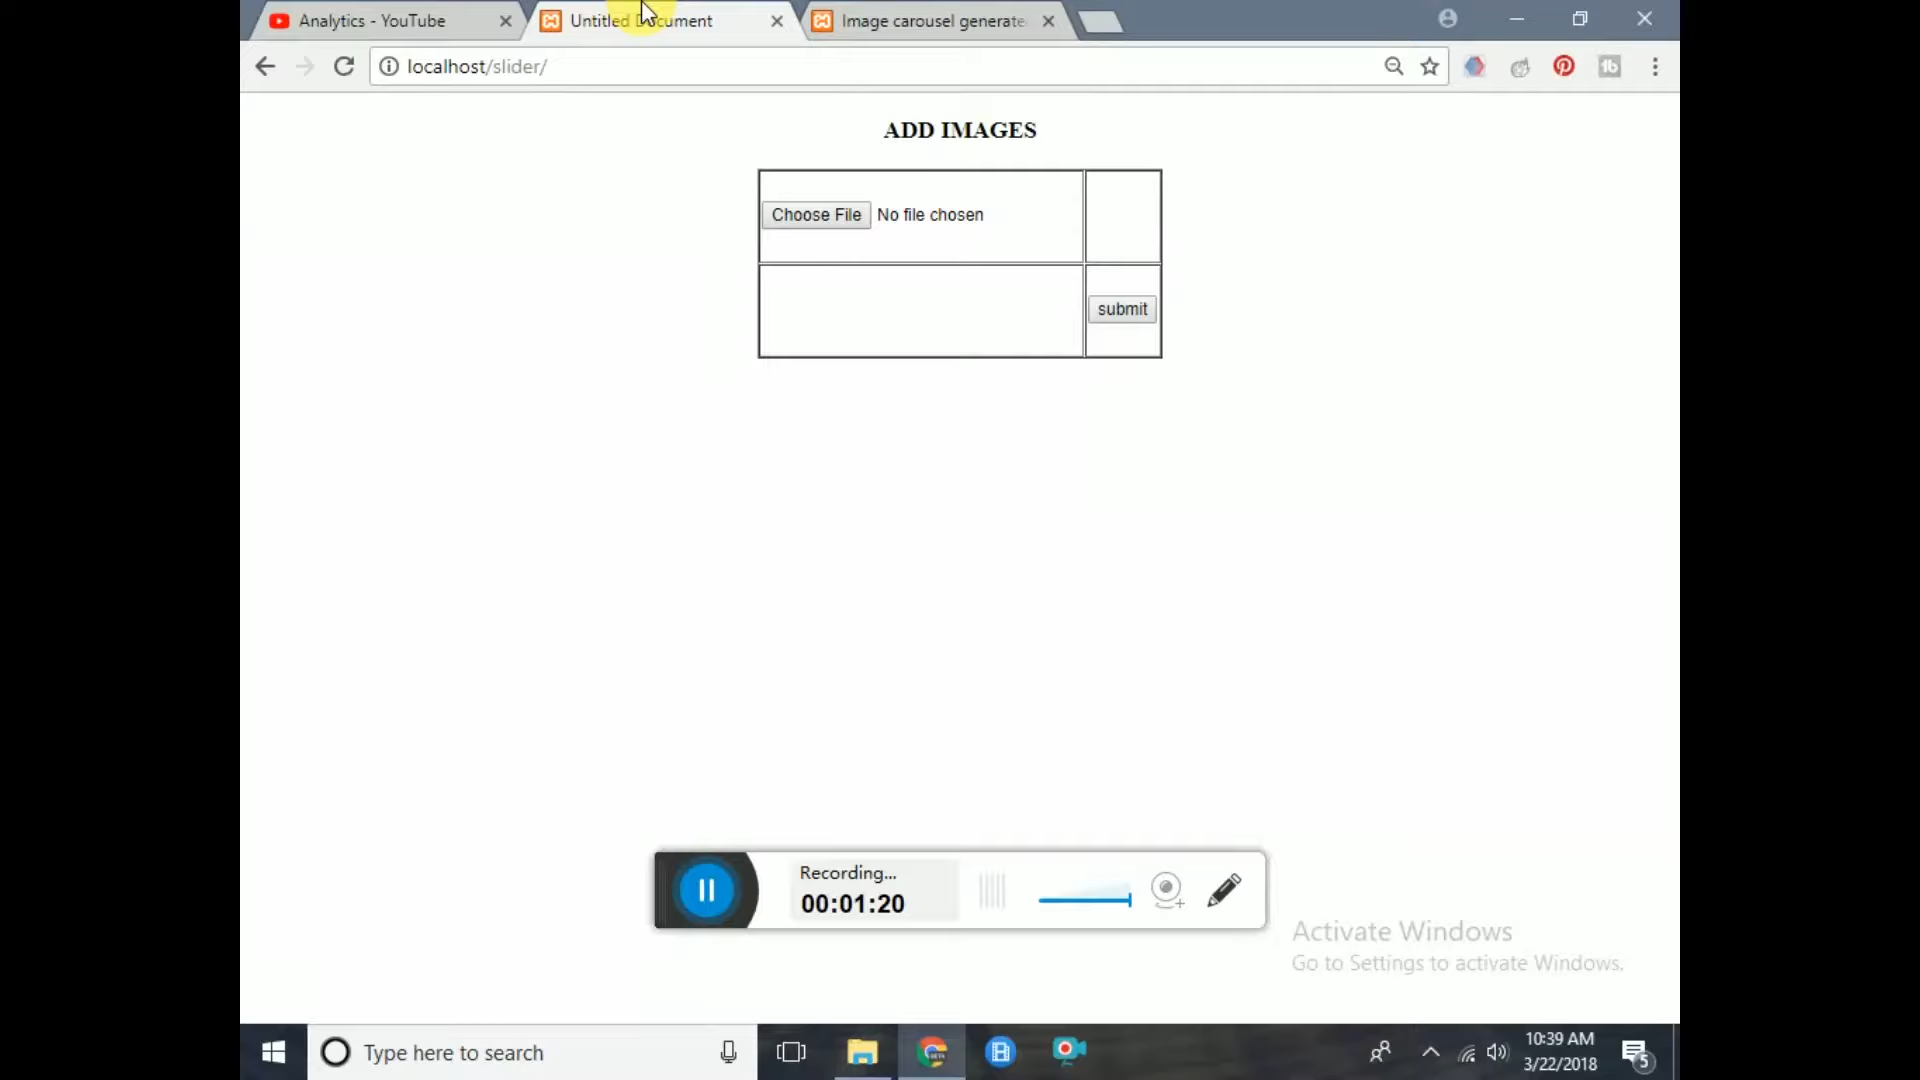 Analytics - YouTube
Untitled Document
Image carousel generate
localhost/slider/
ADD IMAGES
Choose File No file chosen
submit
Recording...
00:01:20
Activate Windows
Go to Settings to activate Windows.
Type here to search
10:39 AM
3/22/2018
5